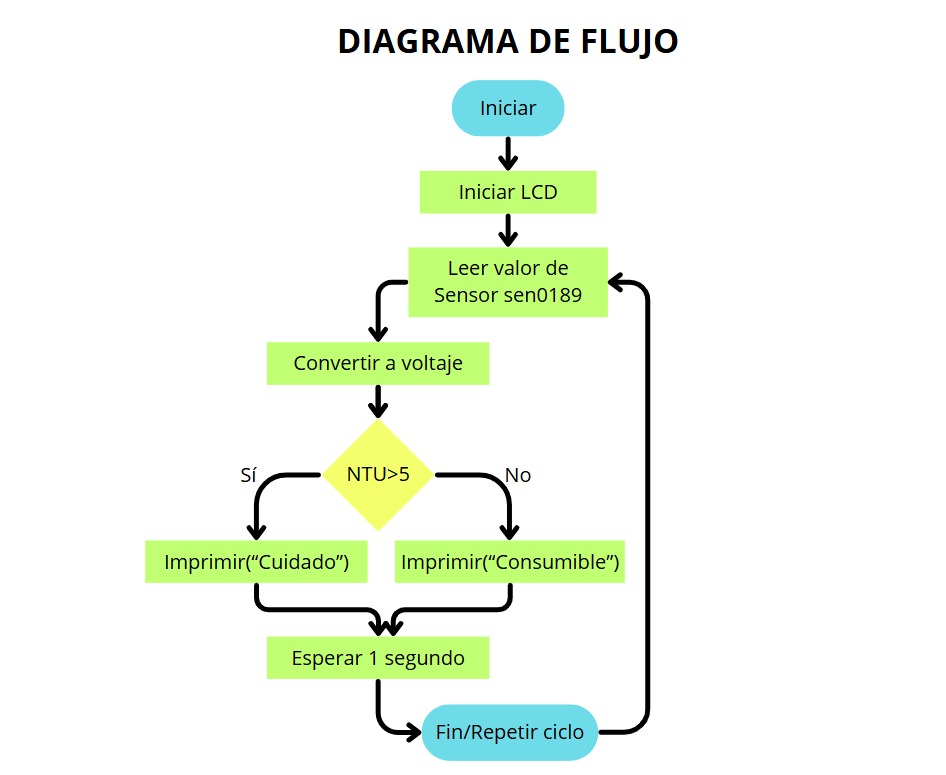 DIAGRAMA DE FLUJO
Iniciar
Iniciar LCD
Leer valor de
Sensor sen0189
Convertir a voltaje
NTU>5
Sí
No
Imprimir(“Cuidado”)
Imprimir(“Consumible”)
Esperar 1 segundo
Fin/Repetir ciclo